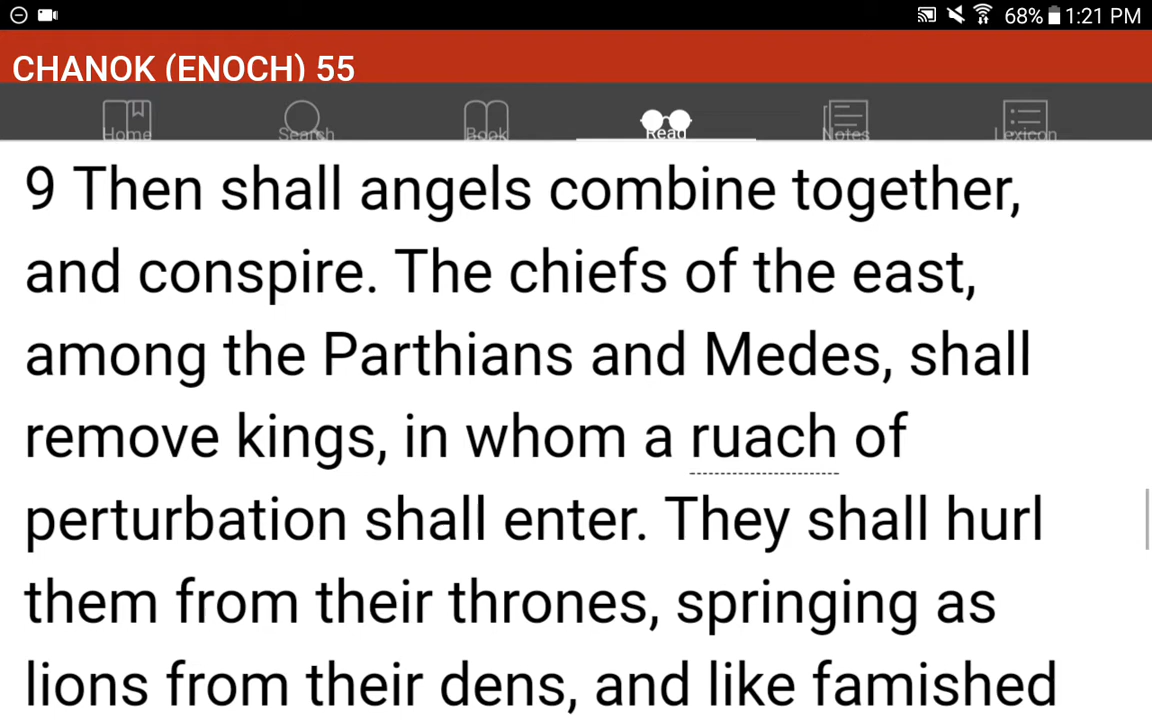 68% 1:21 PM
CHANOK (ENOCH) 55
Home Search Book Read Notes Lexicon
9 Then shall angels combine together,
and conspire. The chiefs of the east,
among the Parthians and Medes, shall
remove kings, in whom a ruach of
perturbation shall enter. They shall hurl
them from their thrones, springing as
lions from their dens, and like famished